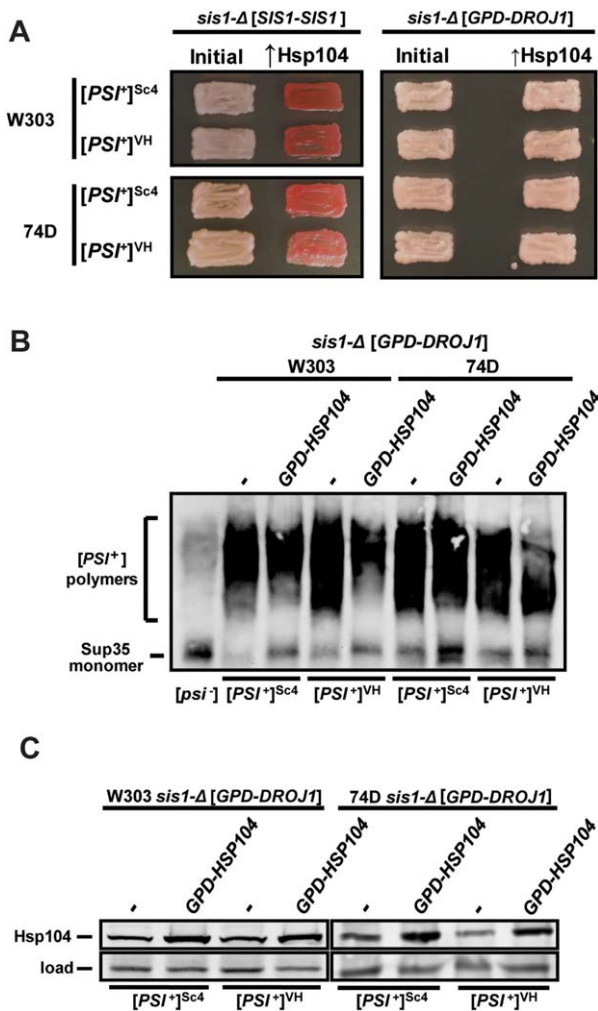 A
sis1-Δ [SIS1-SIS1] sis1-Δ [GPD-DROJ1]
Initial ↑Hsp104 Initial ↑Hsp104
W303
[PSI⁺]ˢᶜ⁴
[PSI⁺]ⱽᴴ
74D
[PSI⁺]ˢᶜ⁴
[PSI⁺]ⱽᴴ
B
sis1-Δ [GPD-DROJ1]
W303 74D
- GPD-HSP104 - GPD-HSP104 - GPD-HSP104 - GPD-HSP104
[PSI⁺]
polymers
Sup35
monomer
[psi⁻] [PSI⁺]ˢᶜ⁴ [PSI⁺]ⱽᴴ [PSI⁺]ˢᶜ⁴ [PSI⁺]ⱽᴴ
C
W303 sis1-Δ [GPD-DROJ1] 74D sis1-Δ [GPD-DROJ1]
- GPD-HSP104 - GPD-HSP104 - GPD-HSP104 - GPD-HSP104
Hsp104
load
[PSI⁺]ˢᶜ⁴ [PSI⁺]ⱽᴴ [PSI⁺]ˢᶜ⁴ [PSI⁺]ⱽᴴ